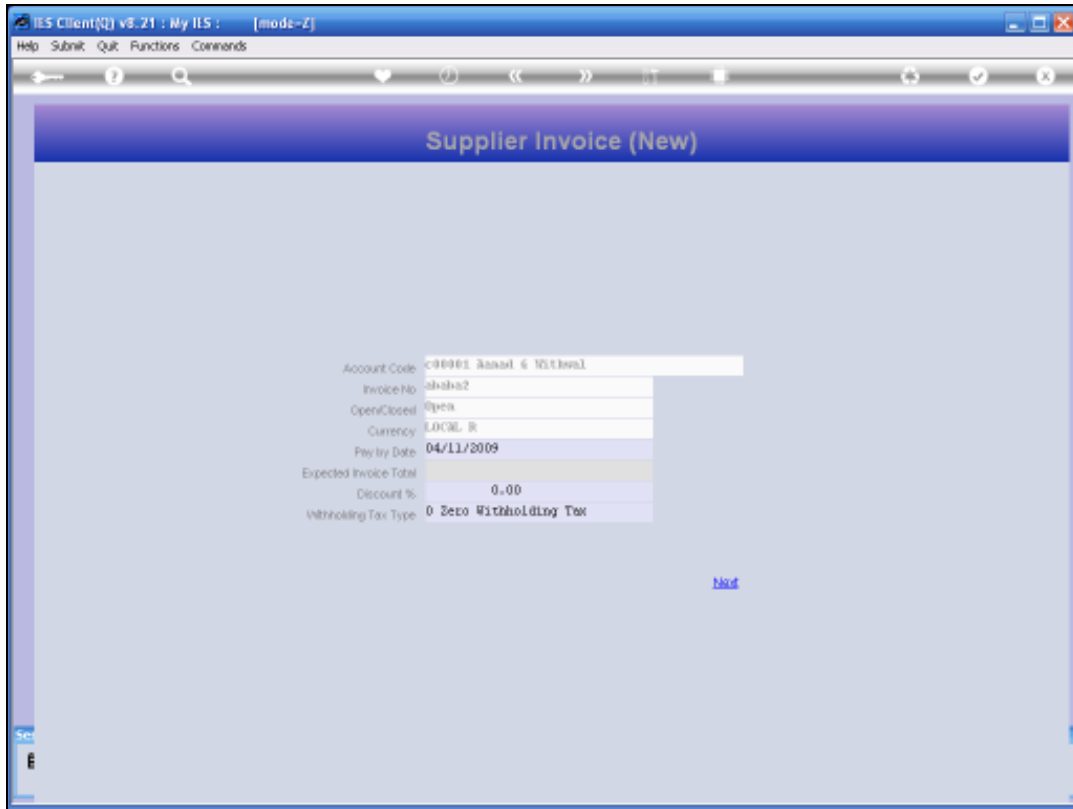 IES Client(Q) v8.21 : My IES : [mode=Z]
Help Submit Quit Functions Commands
Supplier Invoice (New)
Account Code c00001
Invoice No ababa2
Open/Closed Open
Currency LOCAL R
Pay by Date 04/11/2009
Expected Invoice Total
Discount % 0.00
Withholding Tax Type 0 Zero Withholding Tax
Next